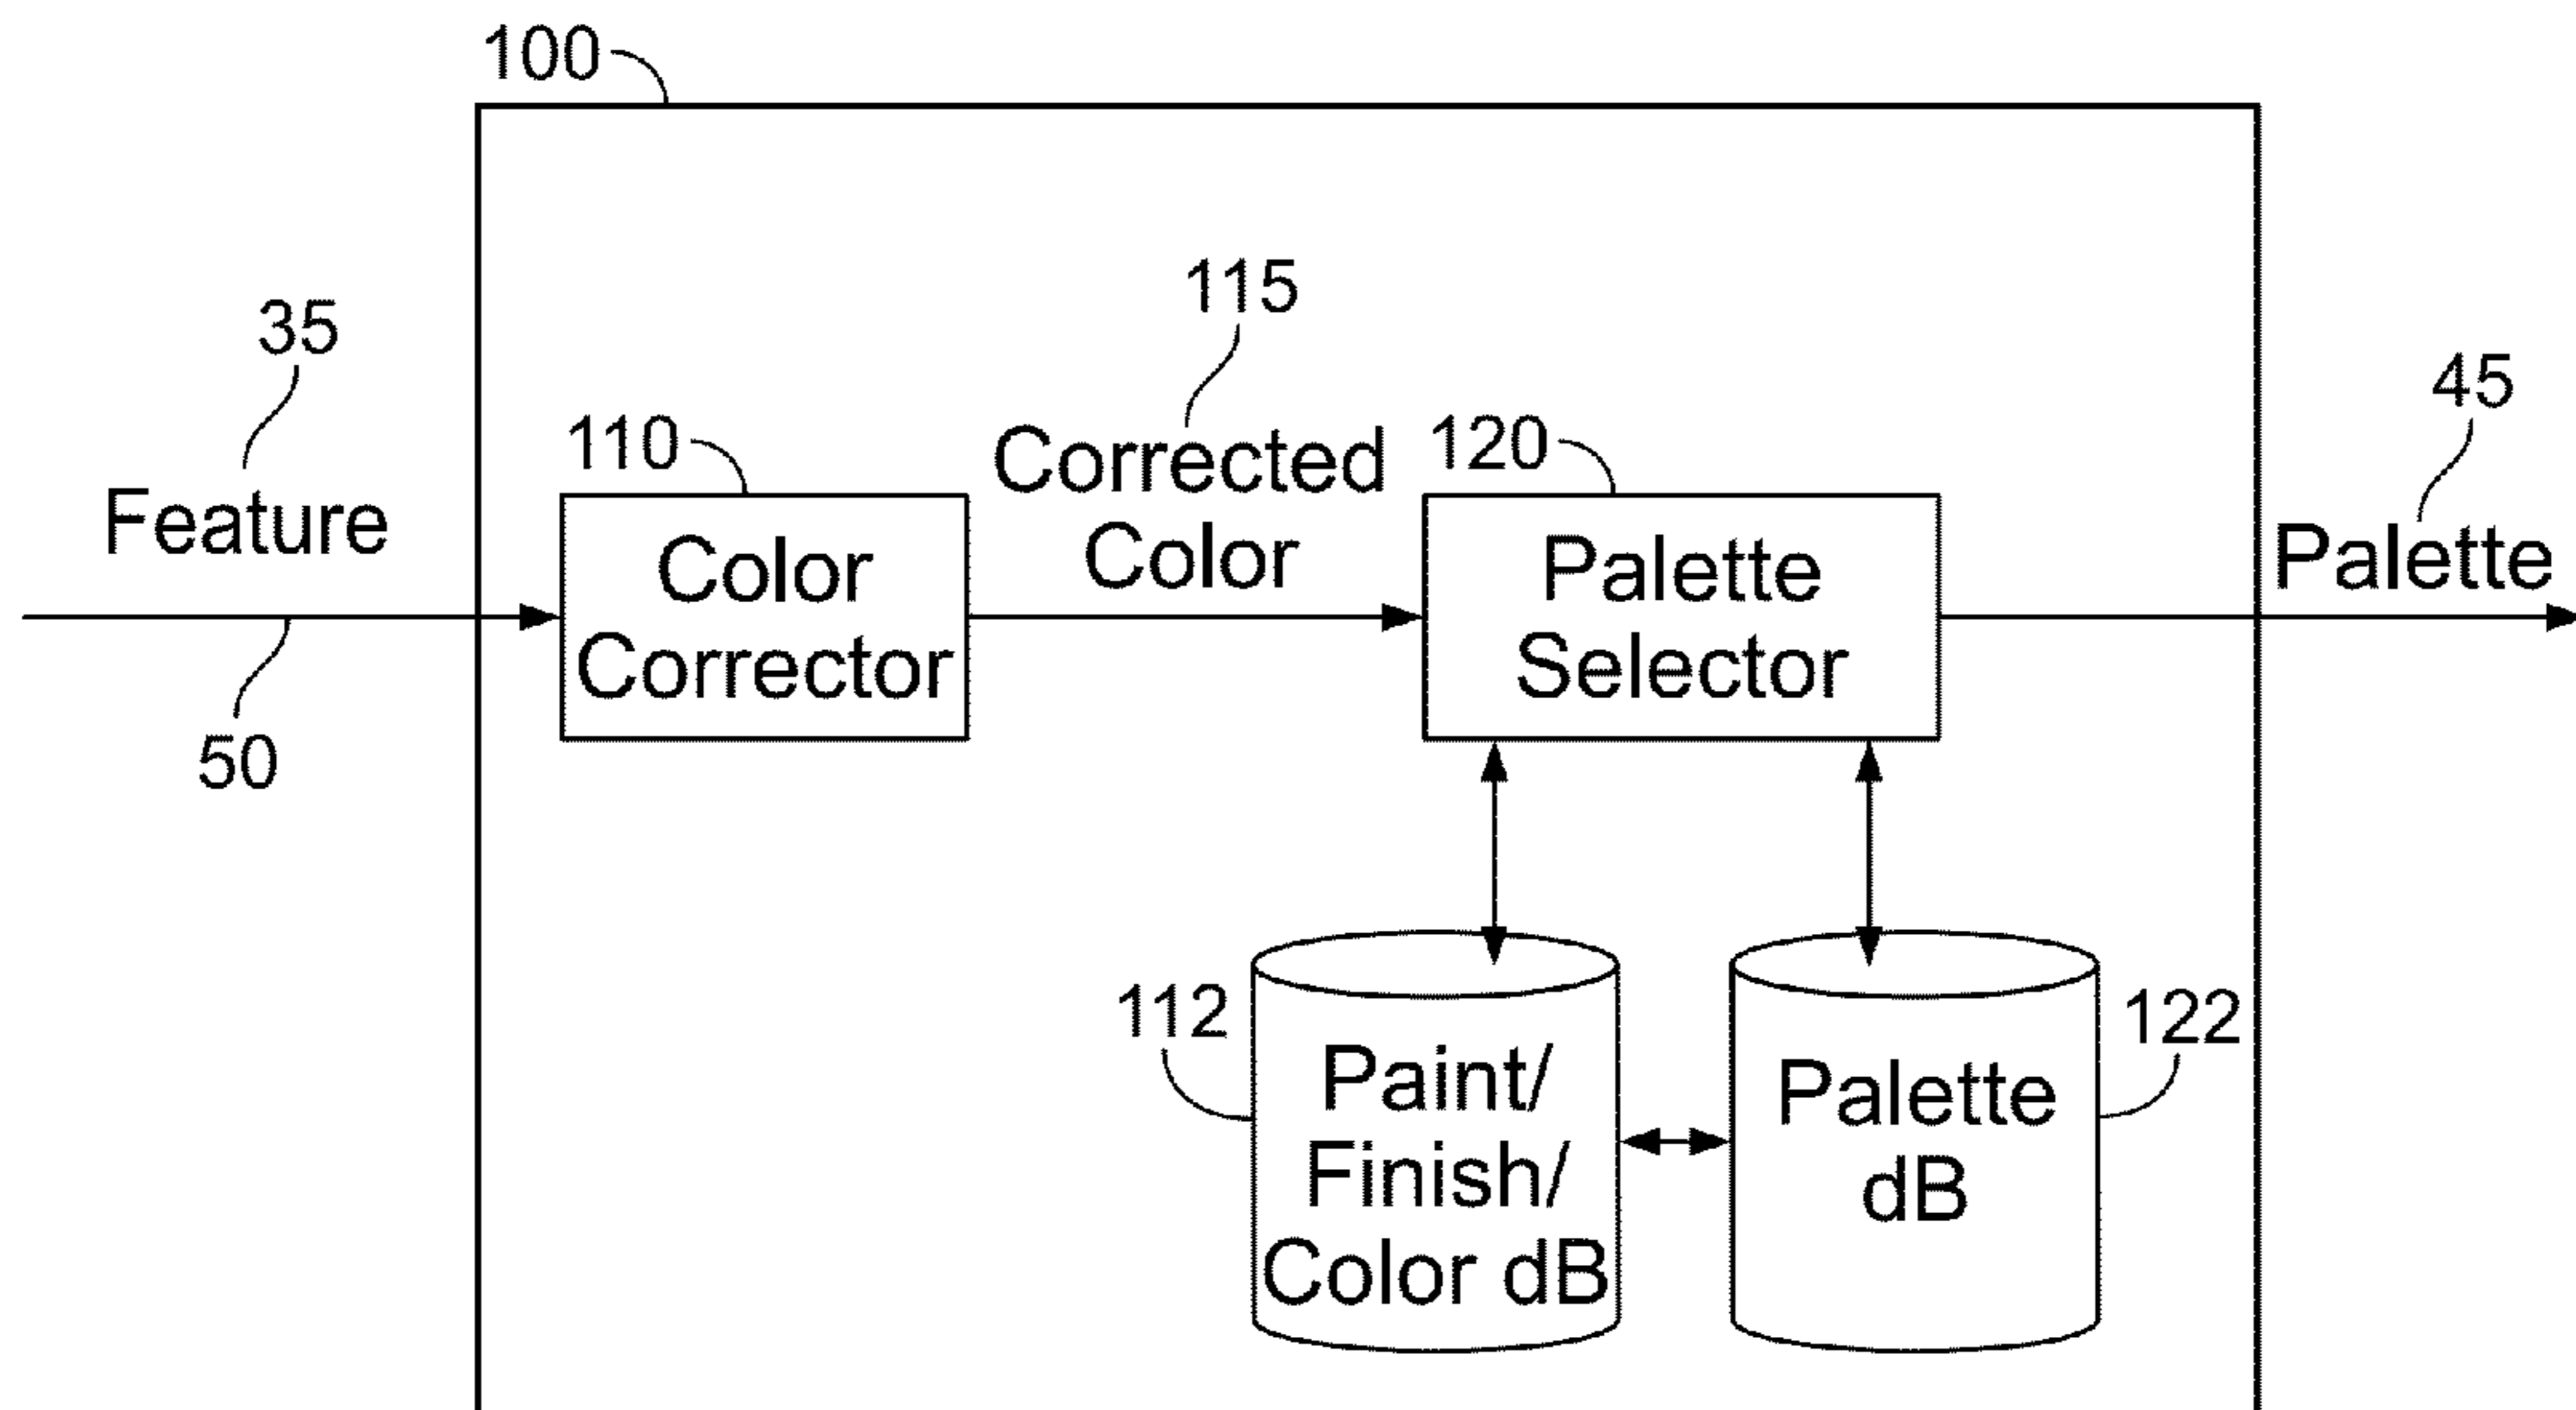 100
115
35
45
110
Corrected
Color
120
Feature
Palette
Color
Corrector
Palette
Selector
50
112
122
Paint/
Finish/
Color dB
Palette
dB